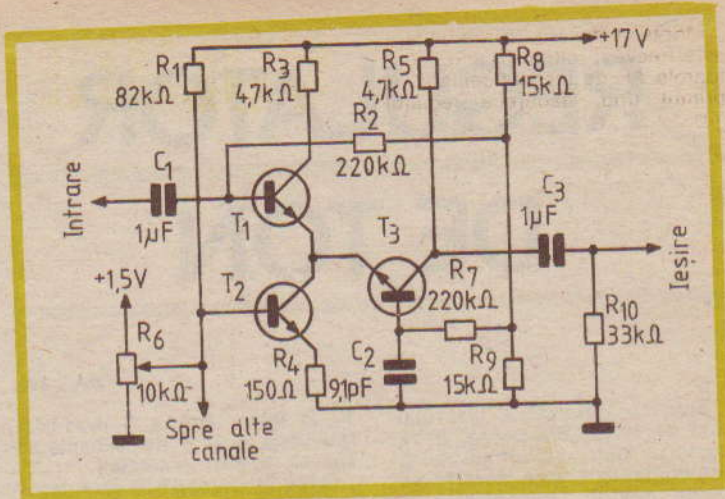 +17V
R1
82kΩ
R3
4,7kΩ
R5
4,7kΩ
R8
15kΩ
R2
220kΩ
Intrare
C1
1µF
T1
T3
C3
1µF
Ieşire
+1,5V
T2
R7
220kΩ
R10
33kΩ
R6
10kΩ
R4
150Ω
C2
9,1pF
R9
15kΩ
Spre alte
canale